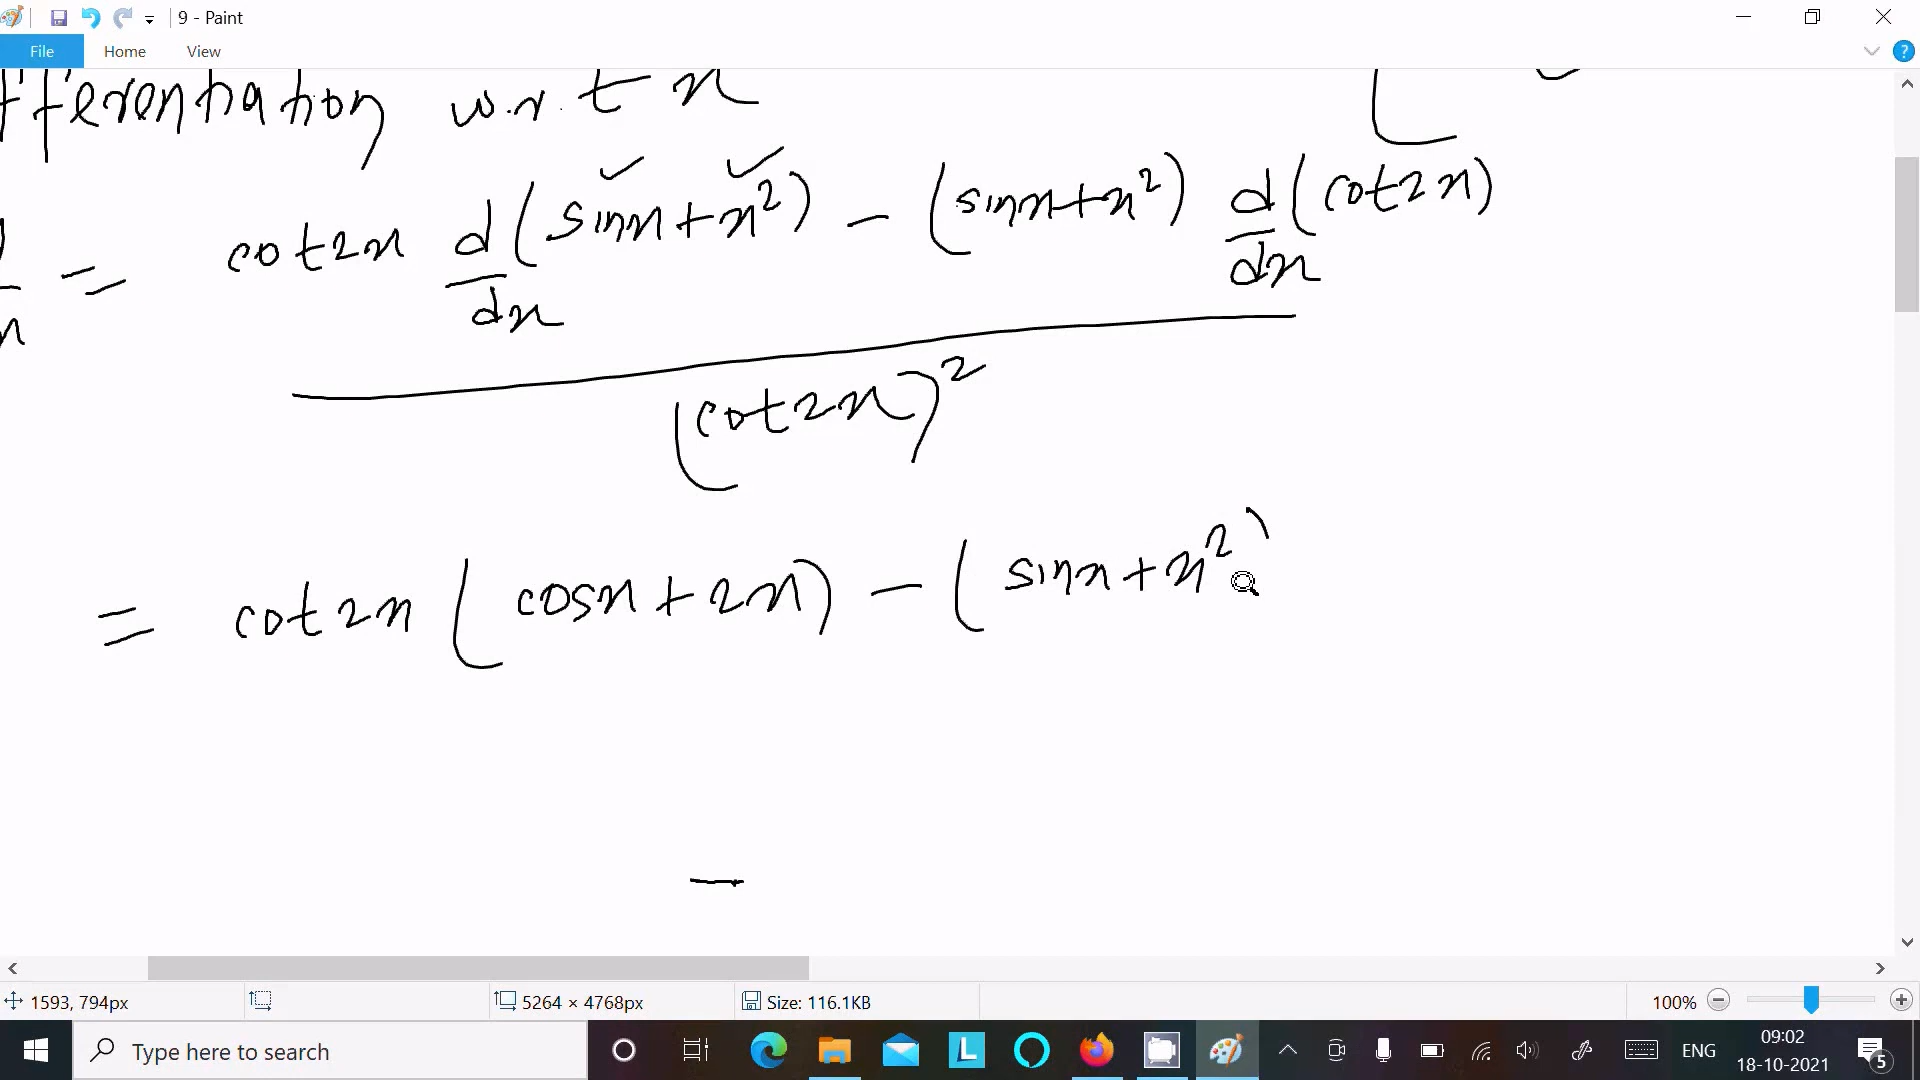 9 - Paint
File Home View
fferentiation w.r.t x
= cot2x d/dx (sinx+x²) - (sinx+x²) d/dx (cot2x)
(cot2x)²
= cot2x (cosx+2x) - (sinx+x²)
1593, 794px 5264 × 4768px Size: 116.1KB 100%
Type here to search
L
ENG
09:02
18-10-2021
5